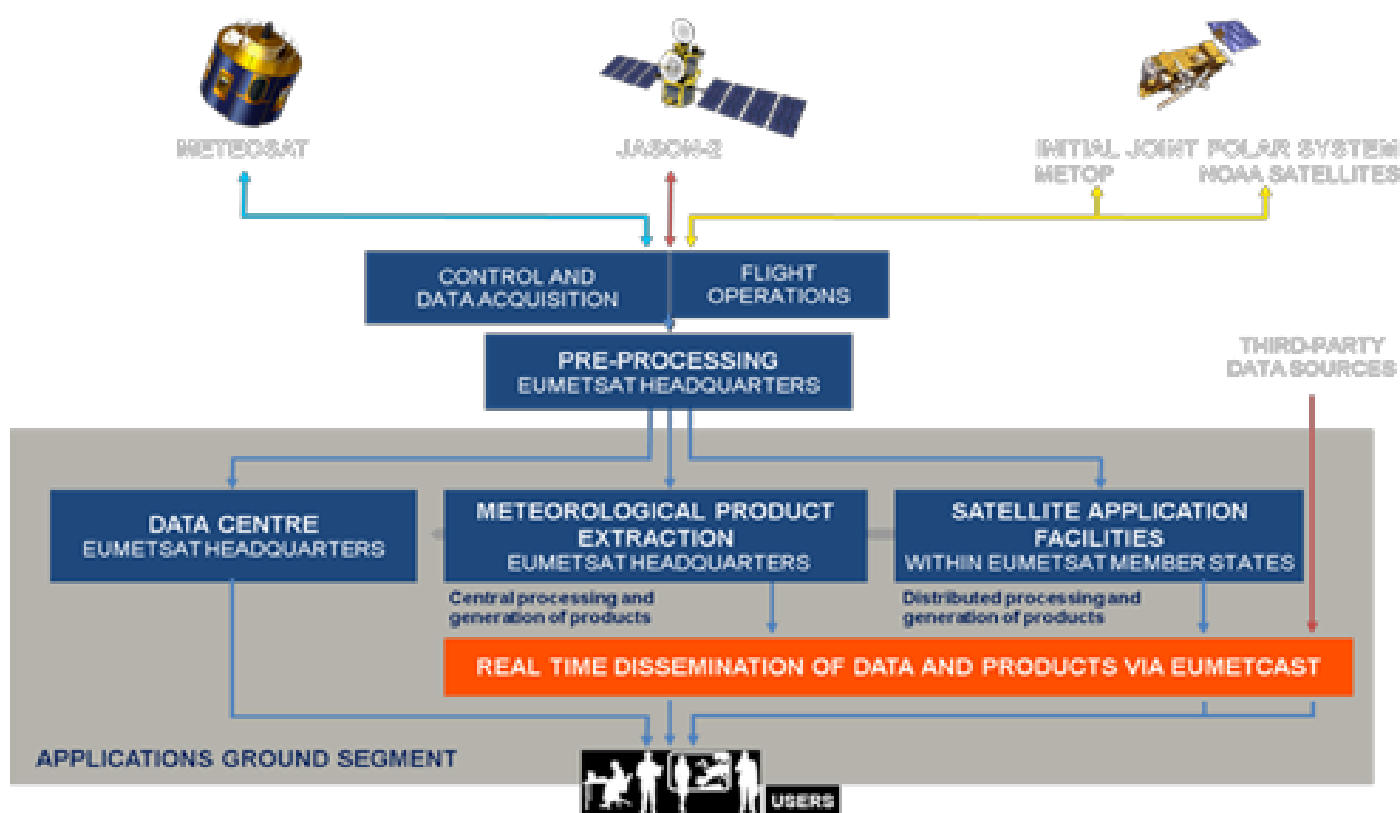 METEOSAT
JASON-2
INITIAL JOINT POLAR SYSTEM
METOP NOAA SATELLITES
CONTROL AND
DATA ACQUISITION
FLIGHT
OPERATIONS
PRE-PROCESSING
EUMETSAT HEADQUARTERS
THIRD-PARTY
DATA SOURCES
DATA CENTRE
EUMETSAT HEADQUARTERS
METEOROLOGICAL PRODUCT
EXTRACTION
EUMETSAT HEADQUARTERS
SATELLITE APPLICATION
FACILITIES
WITHIN EUMETSAT MEMBER STATES
Central processing and
generation of products
Distributed processing and
generation of products
REAL TIME DISSEMINATION OF DATA AND PRODUCTS VIA EUMETCAST
APPLICATIONS GROUND SEGMENT
USERS